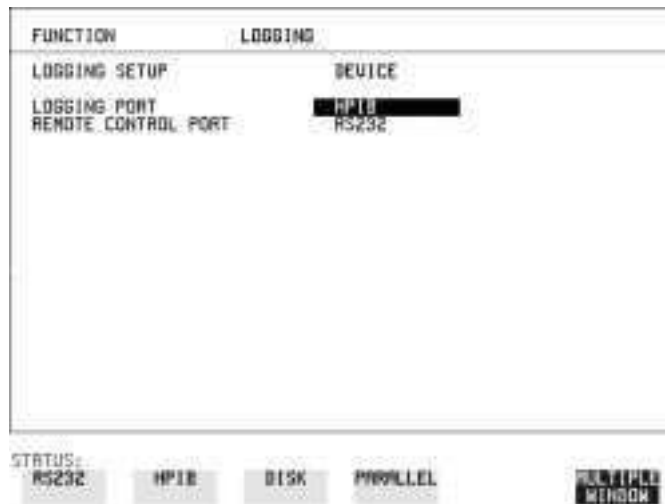 FUNCTION LOGGING
LOGGING SETUP DEVICE
LOGGING PORT HPIB
REMOTE CONTROL PORT RS232
STATUS:
RS232 HPIB DISK PARALLEL MULTIPLE
WINDOW